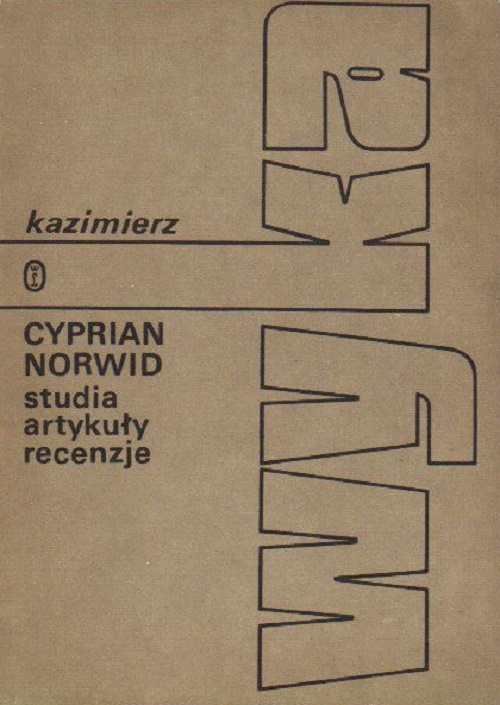 kazimierz
wyka
CYPRIAN
NORWID
studia
artykuły
recenzje